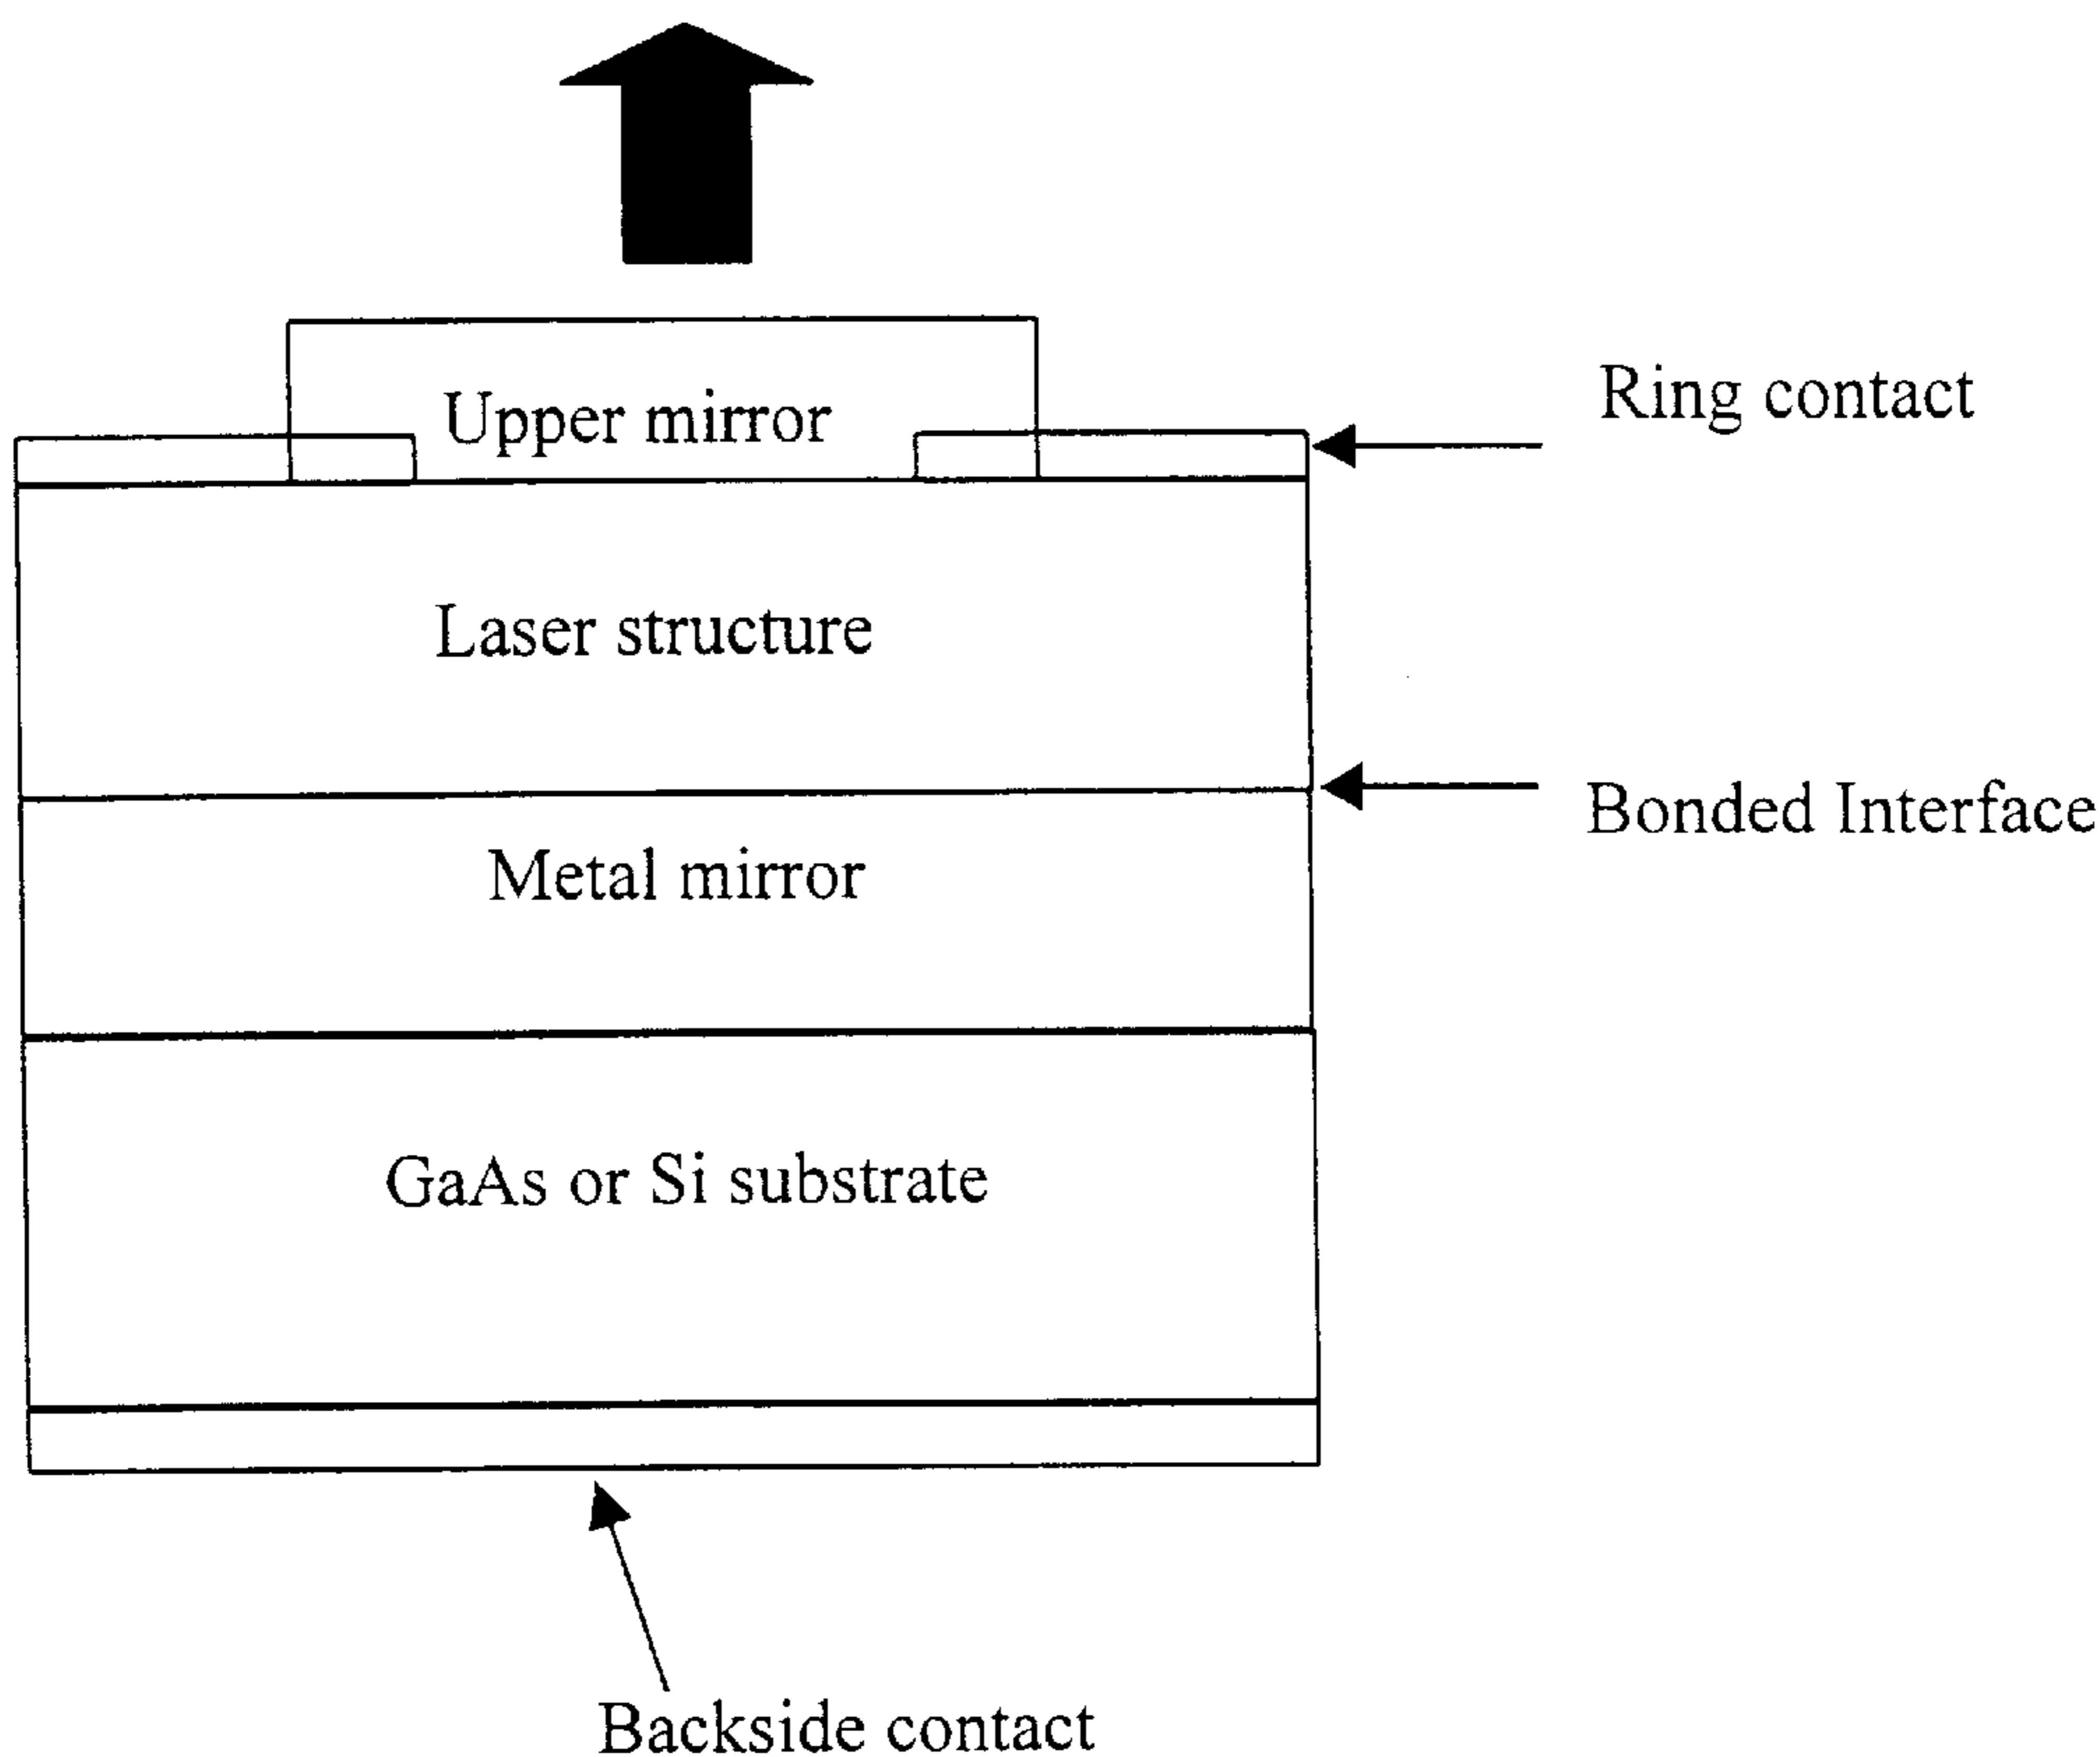 Ring contact
Upper mirror
Laser structure
Bonded Interface
Metal mirror
GaAs or Si substrate
Backside contact